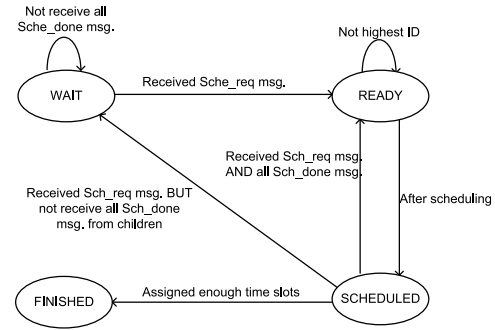 Not receive all
Sche_done msg.
Not highest ID
WAIT
Received Sche_req msg.
READY
Received Sch_req msg.
AND all Sch_done msg.
Received Sch_req msg. BUT
not receive all Sch_done
msg. from children
After scheduling
FINISHED
Assigned enough time slots
SCHEDULED